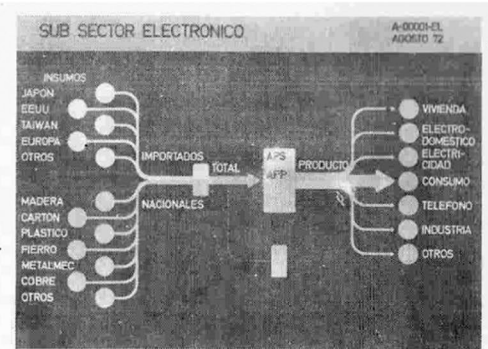 SUB SECTOR ELECTRONICO
A-00001-EL
AGOSTO 72
INSUMOS
JAPON
EEUU
TAIWAN
EUROPA
OTROS
IMPORTADOS
NACIONALES
MADERA
CARTON
PLASTICO
FIERRO
METALMEC
COBRE
OTROS
TOTAL
APS
APP
PRODUCTO
VIVIENDA
ELECTRO-
DOMESTICO
ELECTRI-
CIDAD
CONSUMO
TELEFONO
INDUSTRIA
OTROS